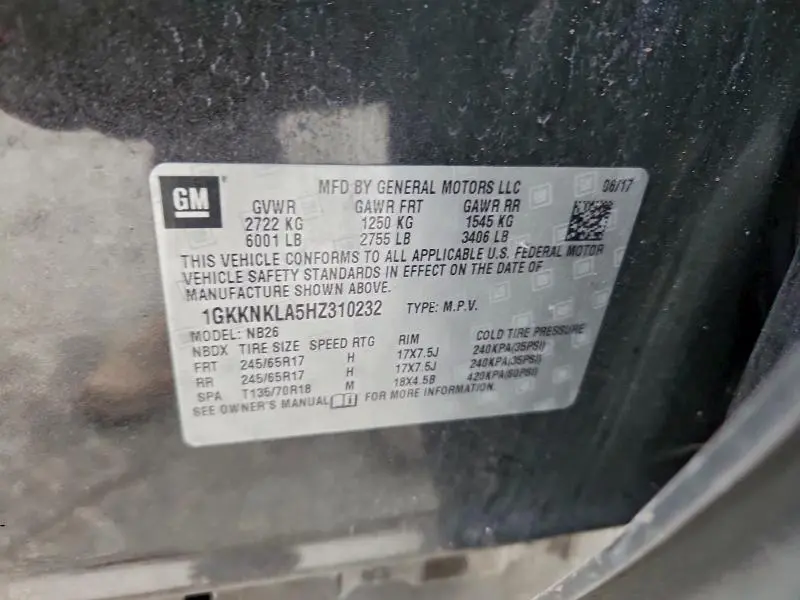 GM
MFD BY GENERAL MOTORS LLC 06/17
GVWR GAWR FRT GAWR RR
2722 KG 1250 KG 1545 KG
6001 LB 2755 LB 3406 LB
THIS VEHICLE CONFORMS TO ALL APPLICABLE U.S. FEDERAL MOTOR
VEHICLE SAFETY STANDARDS IN EFFECT ON THE DATE OF
MANUFACTURE SHOWN ABOVE.
1GKKNKLA5HZ310232 TYPE: M.P.V.
MODEL: NB26
NBDX TIRE SIZE SPEED RTG RIM COLD TIRE PRESSURE
FRT 245/65R17 H 17X7.5J 240KPA(35PSI)
RR 245/65R17 H 17X7.5J 240KPA(35PSI)
SPA T135/70R18 M 18X4.5B 420KPA(60PSI)
SEE OWNER'S MANUAL FOR MORE INFORMATION.